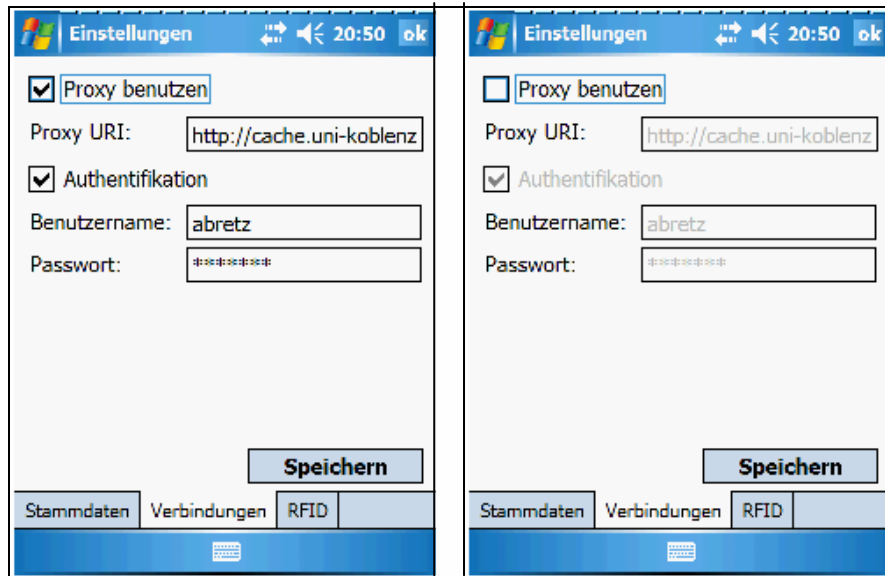 Einstellungen 20:50 ok
Proxy benutzen
Proxy URI: http://cache.uni-koblenz
Authentifikation
Benutzername: abretz
Passwort: *******
Speichern
Stammdaten Verbindungen RFID
Einstellungen 20:50 ok
Proxy benutzen
Proxy URI: http://cache.uni-koblenz
Authentifikation
Benutzername: abretz
Passwort: *******
Speichern
Stammdaten Verbindungen RFID